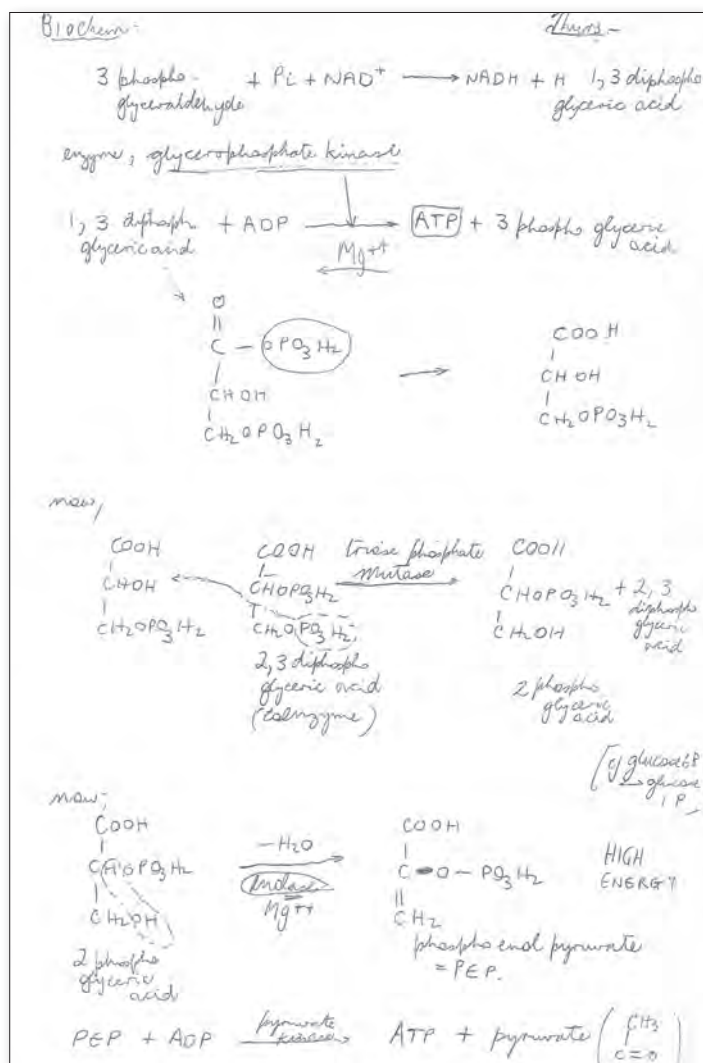 Biochem:- Thurs-
3 phospho + Pi + NAD⁺ → NADH + H 1,3 diphospho
glyceraldehyde glyceric acid
enzyme, glycerophosphate kinase
1,3 diphosph. + ADP → ATP + 3 phospho glyceric
glyceric acid Mg⁺⁺ acid
O
||
C — OPO₃H₂ → COOH
CHOH CHOH
CH₂OPO₃H₂ CH₂OPO₃H₂
now,
COOH COOH triose phosphate COOH
CHOH CHOPO₃H₂ mutase → CHOPO₃H₂ + 2,3
CH₂OPO₃H₂ CH₂OPO₃H₂ CH₂OH diphospho
2,3 diphospho glyceric
glyceric acid acid
(coenzyme) 2 phospho
glyceric
acid
[cf glucose 6P
→ glucose
1 P
now,
COOH −H₂O → COOH
CHOPO₃H₂ enolase C-O-PO₃H₂ HIGH
CH₂OH Mg⁺⁺ || ENERGY
CH₂
2 phospho phospho enol pyruvate
glyceric = PEP.
acid
PEP + ADP pyruvate kinase → ATP + pyruvate ( CH₃
C=O